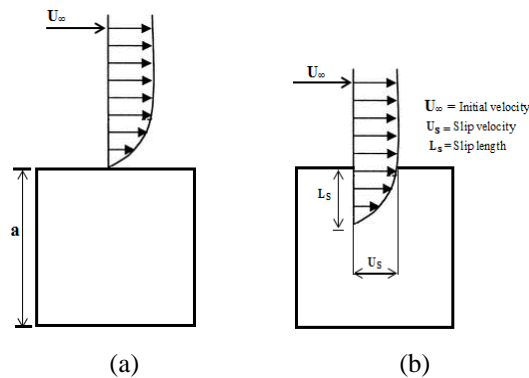 U∞
a
(a)
U∞
LS
US
U∞ = Initial velocity
US = Slip velocity
LS = Slip length
(b)